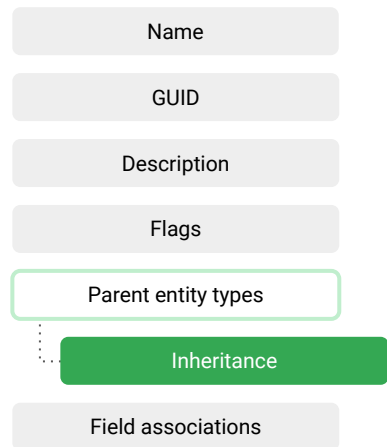 Name
GUID
Description
Flags
Parent entity types
Inheritance
Field associations